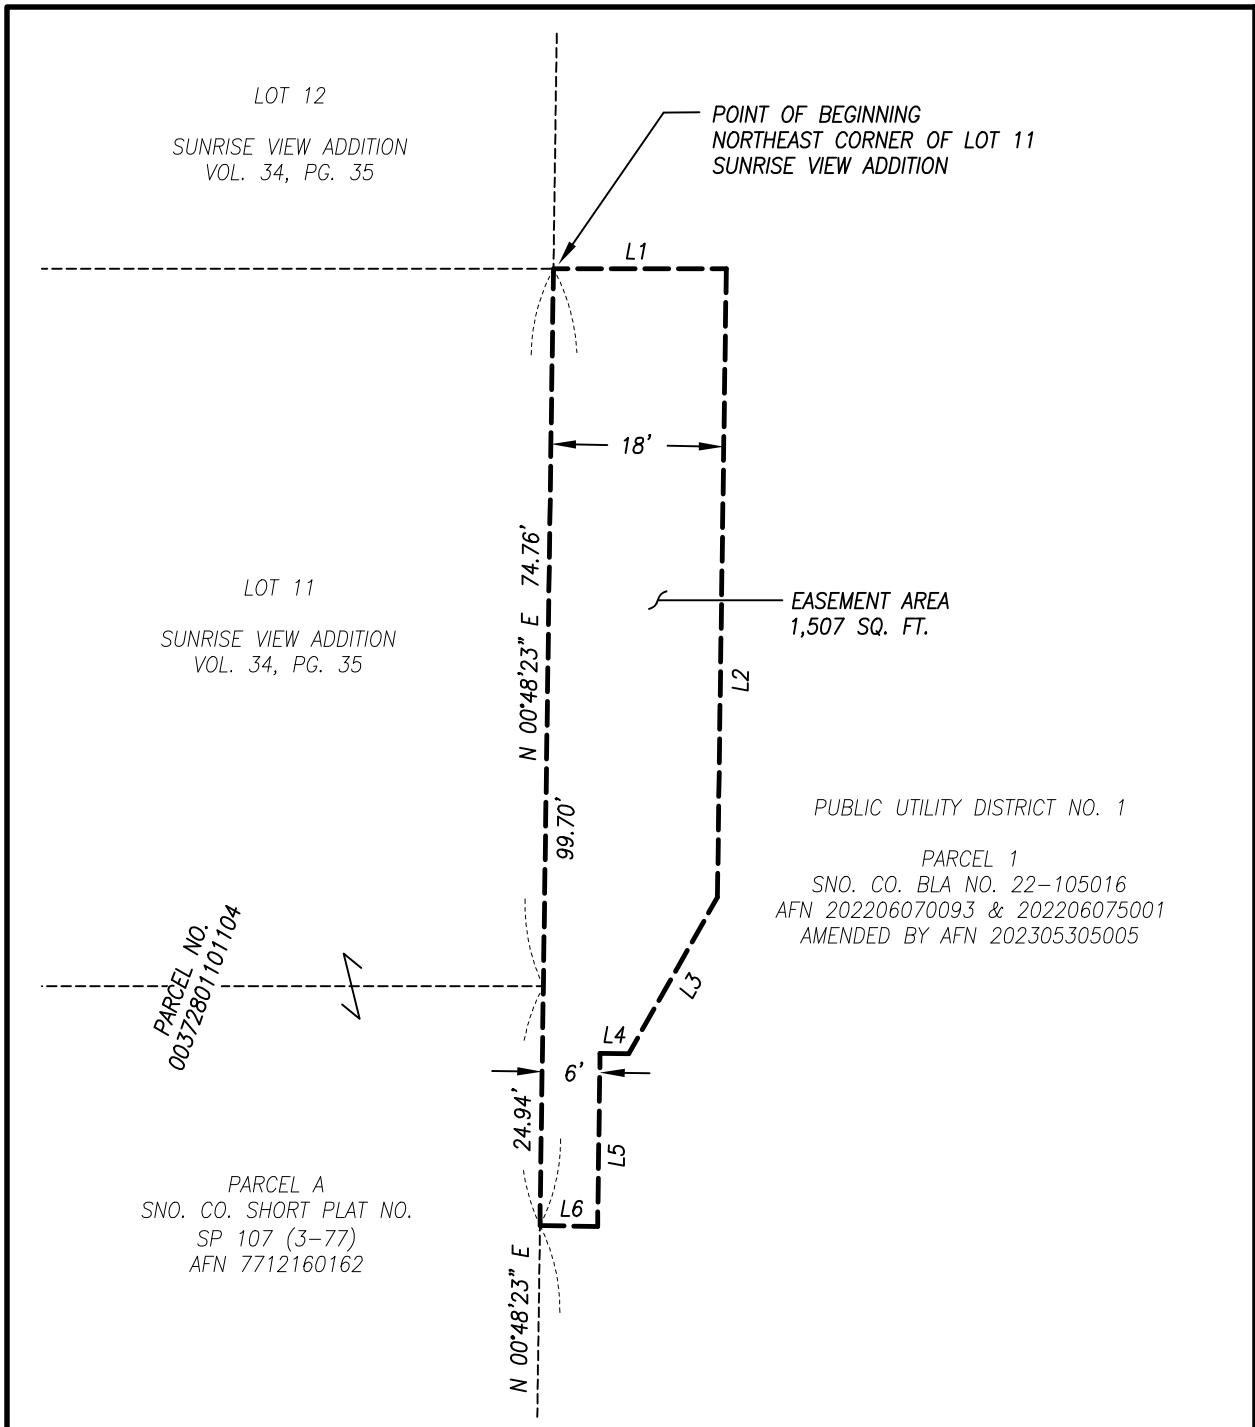 LOT 12
SUNRISE VIEW ADDITION
VOL. 34, PG. 35
POINT OF BEGINNING
NORTHEAST CORNER OF LOT 11
SUNRISE VIEW ADDITION
L1
18'
N 00°48'23" E 74.76'
LOT 11
SUNRISE VIEW ADDITION
VOL. 34, PG. 35
EASEMENT AREA
1,507 SQ. FT.
L2
99.70'
PUBLIC UTILITY DISTRICT NO. 1
PARCEL 1
SNO. CO. BLA NO. 22-105016
AFN 202206070093 & 202206075001
AMENDED BY AFN 202305305005
PARCEL NO.
00372801101104
L3
L4
6'
24.94'
L5
L6
PARCEL A
SNO. CO. SHORT PLAT NO.
SP 107 (3-77)
AFN 7712160162
N 00°48'23" E